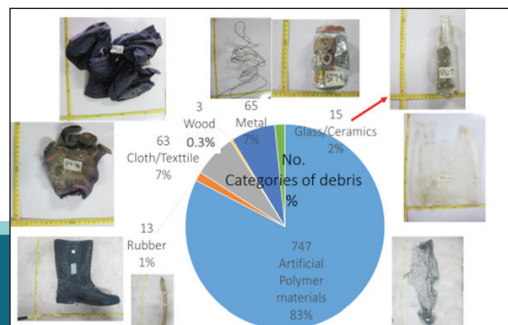 3
Wood
0.3%
65
Metal
7%
15
Glass/Ceramics
2%
63
Cloth/Textile
7%
No.
Categories of debris
%
13
Rubber
1%
747
Artificial
Polymer
materials
83%